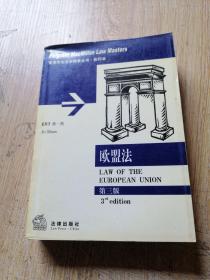 Palgrave Macmillan Law Masters
欧盟法
LAW OF THE
EUROPEAN UNION
第三版
3rd edition
法律出版社
Law Press · China